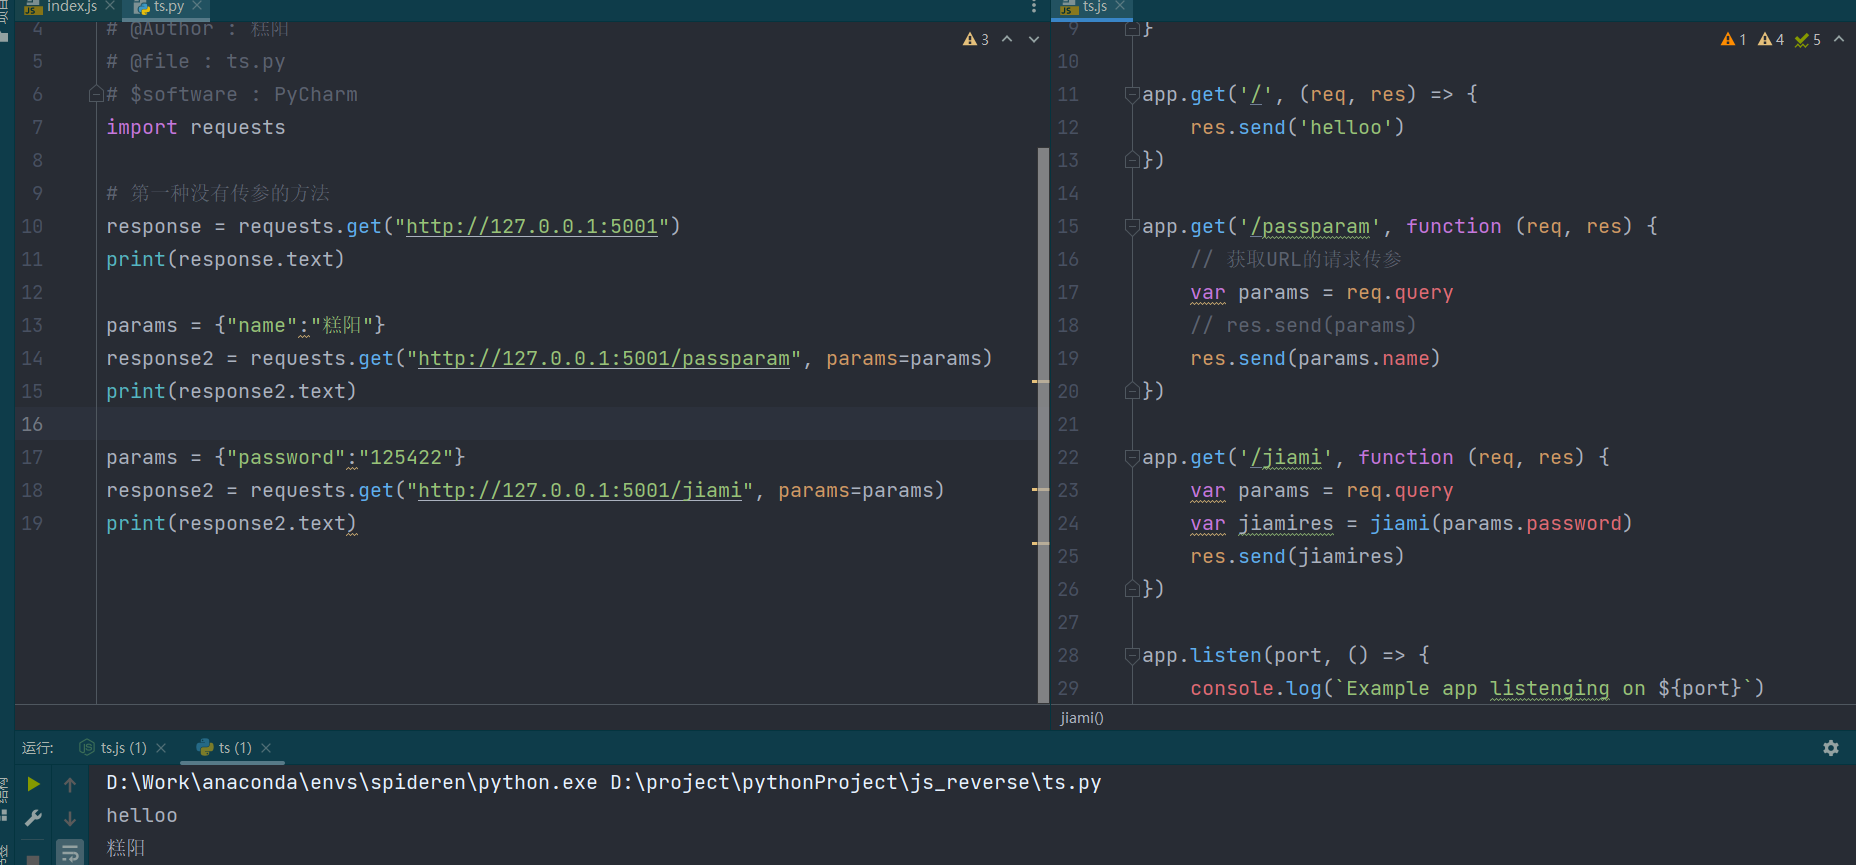 index.js
ts.py
4 # @Author : 糕阳
5 # @file : ts.py
6 # $software : PyCharm
7 import requests
8
9 # 第一种没有传参的方法
10 response = requests.get("http://127.0.0.1:5001")
11 print(response.text)
12
13 params = {"name":"糕阳"}
14 response2 = requests.get("http://127.0.0.1:5001/passparam", params=params)
15 print(response2.text)
16
17 params = {"password":"125422"}
18 response2 = requests.get("http://127.0.0.1:5001/jiami", params=params)
19 print(response2.text)
3
ts.js
9 }
10
11 app.get('/', (req, res) => {
12 res.send('helloo')
13 })
14
15 app.get('/passparam', function (req, res) {
16 // 获取URL的请求传参
17 var params = req.query
18 // res.send(params)
19 res.send(params.name)
20 })
21
22 app.get('/jiami', function (req, res) {
23 var params = req.query
24 var jiamires = jiami(params.password)
25 res.send(jiamires)
26 })
27
28 app.listen(port, () => {
29 console.log(`Example app listenging on ${port}`)
1 4 5
jiami()
运行:
ts.js (1)
ts (1)
D:\Work\anaconda\envs\spideren\python.exe D:\project\pythonProject\js_reverse\ts.py
helloo
糕阳
结构